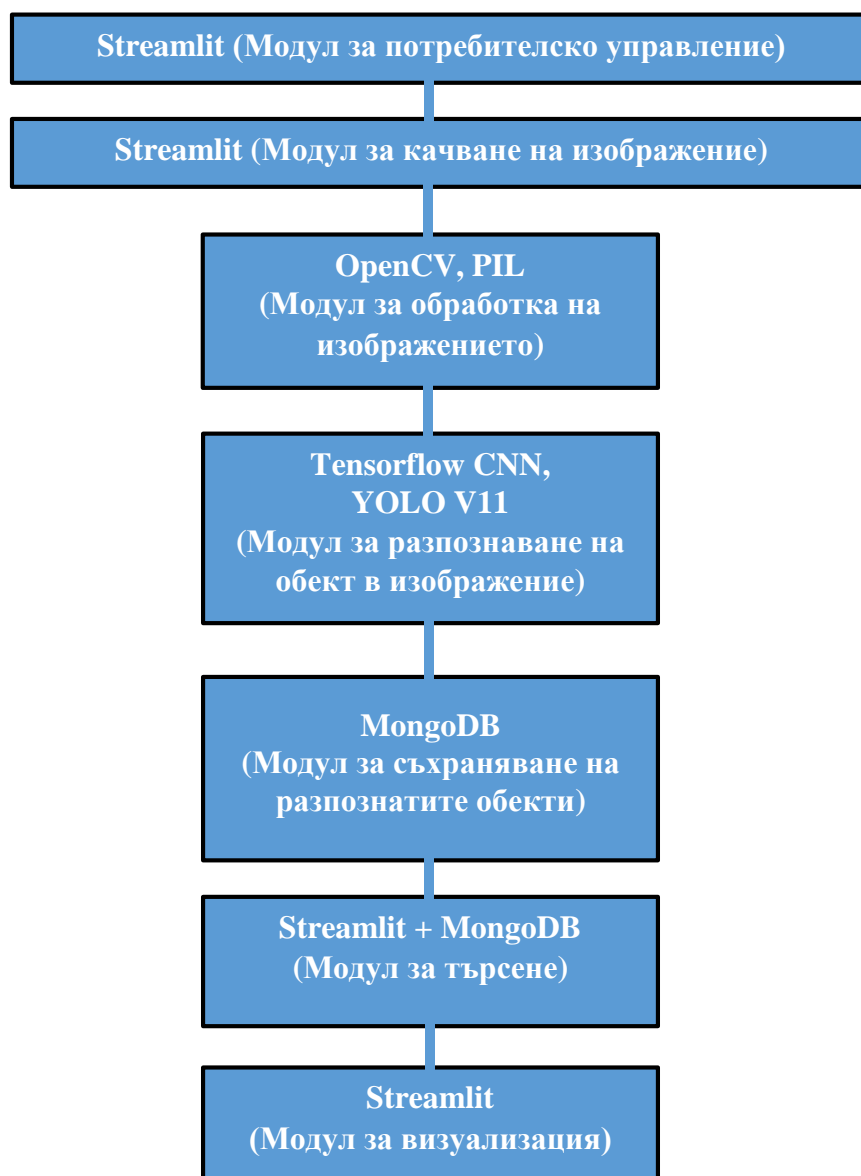 Streamlit (Модул за потребителско управление)
Streamlit (Модул за качване на изображение)
OpenCV, PIL
(Модул за обработка на
изображението)
Tensorflow CNN,
YOLO V11
(Модул за разпознаване на
обект в изображение)
MongoDB
(Модул за съхраняване на
разпознатите обекти)
Streamlit + MongoDB
(Модул за търсене)
Streamlit
(Модул за визуализация)